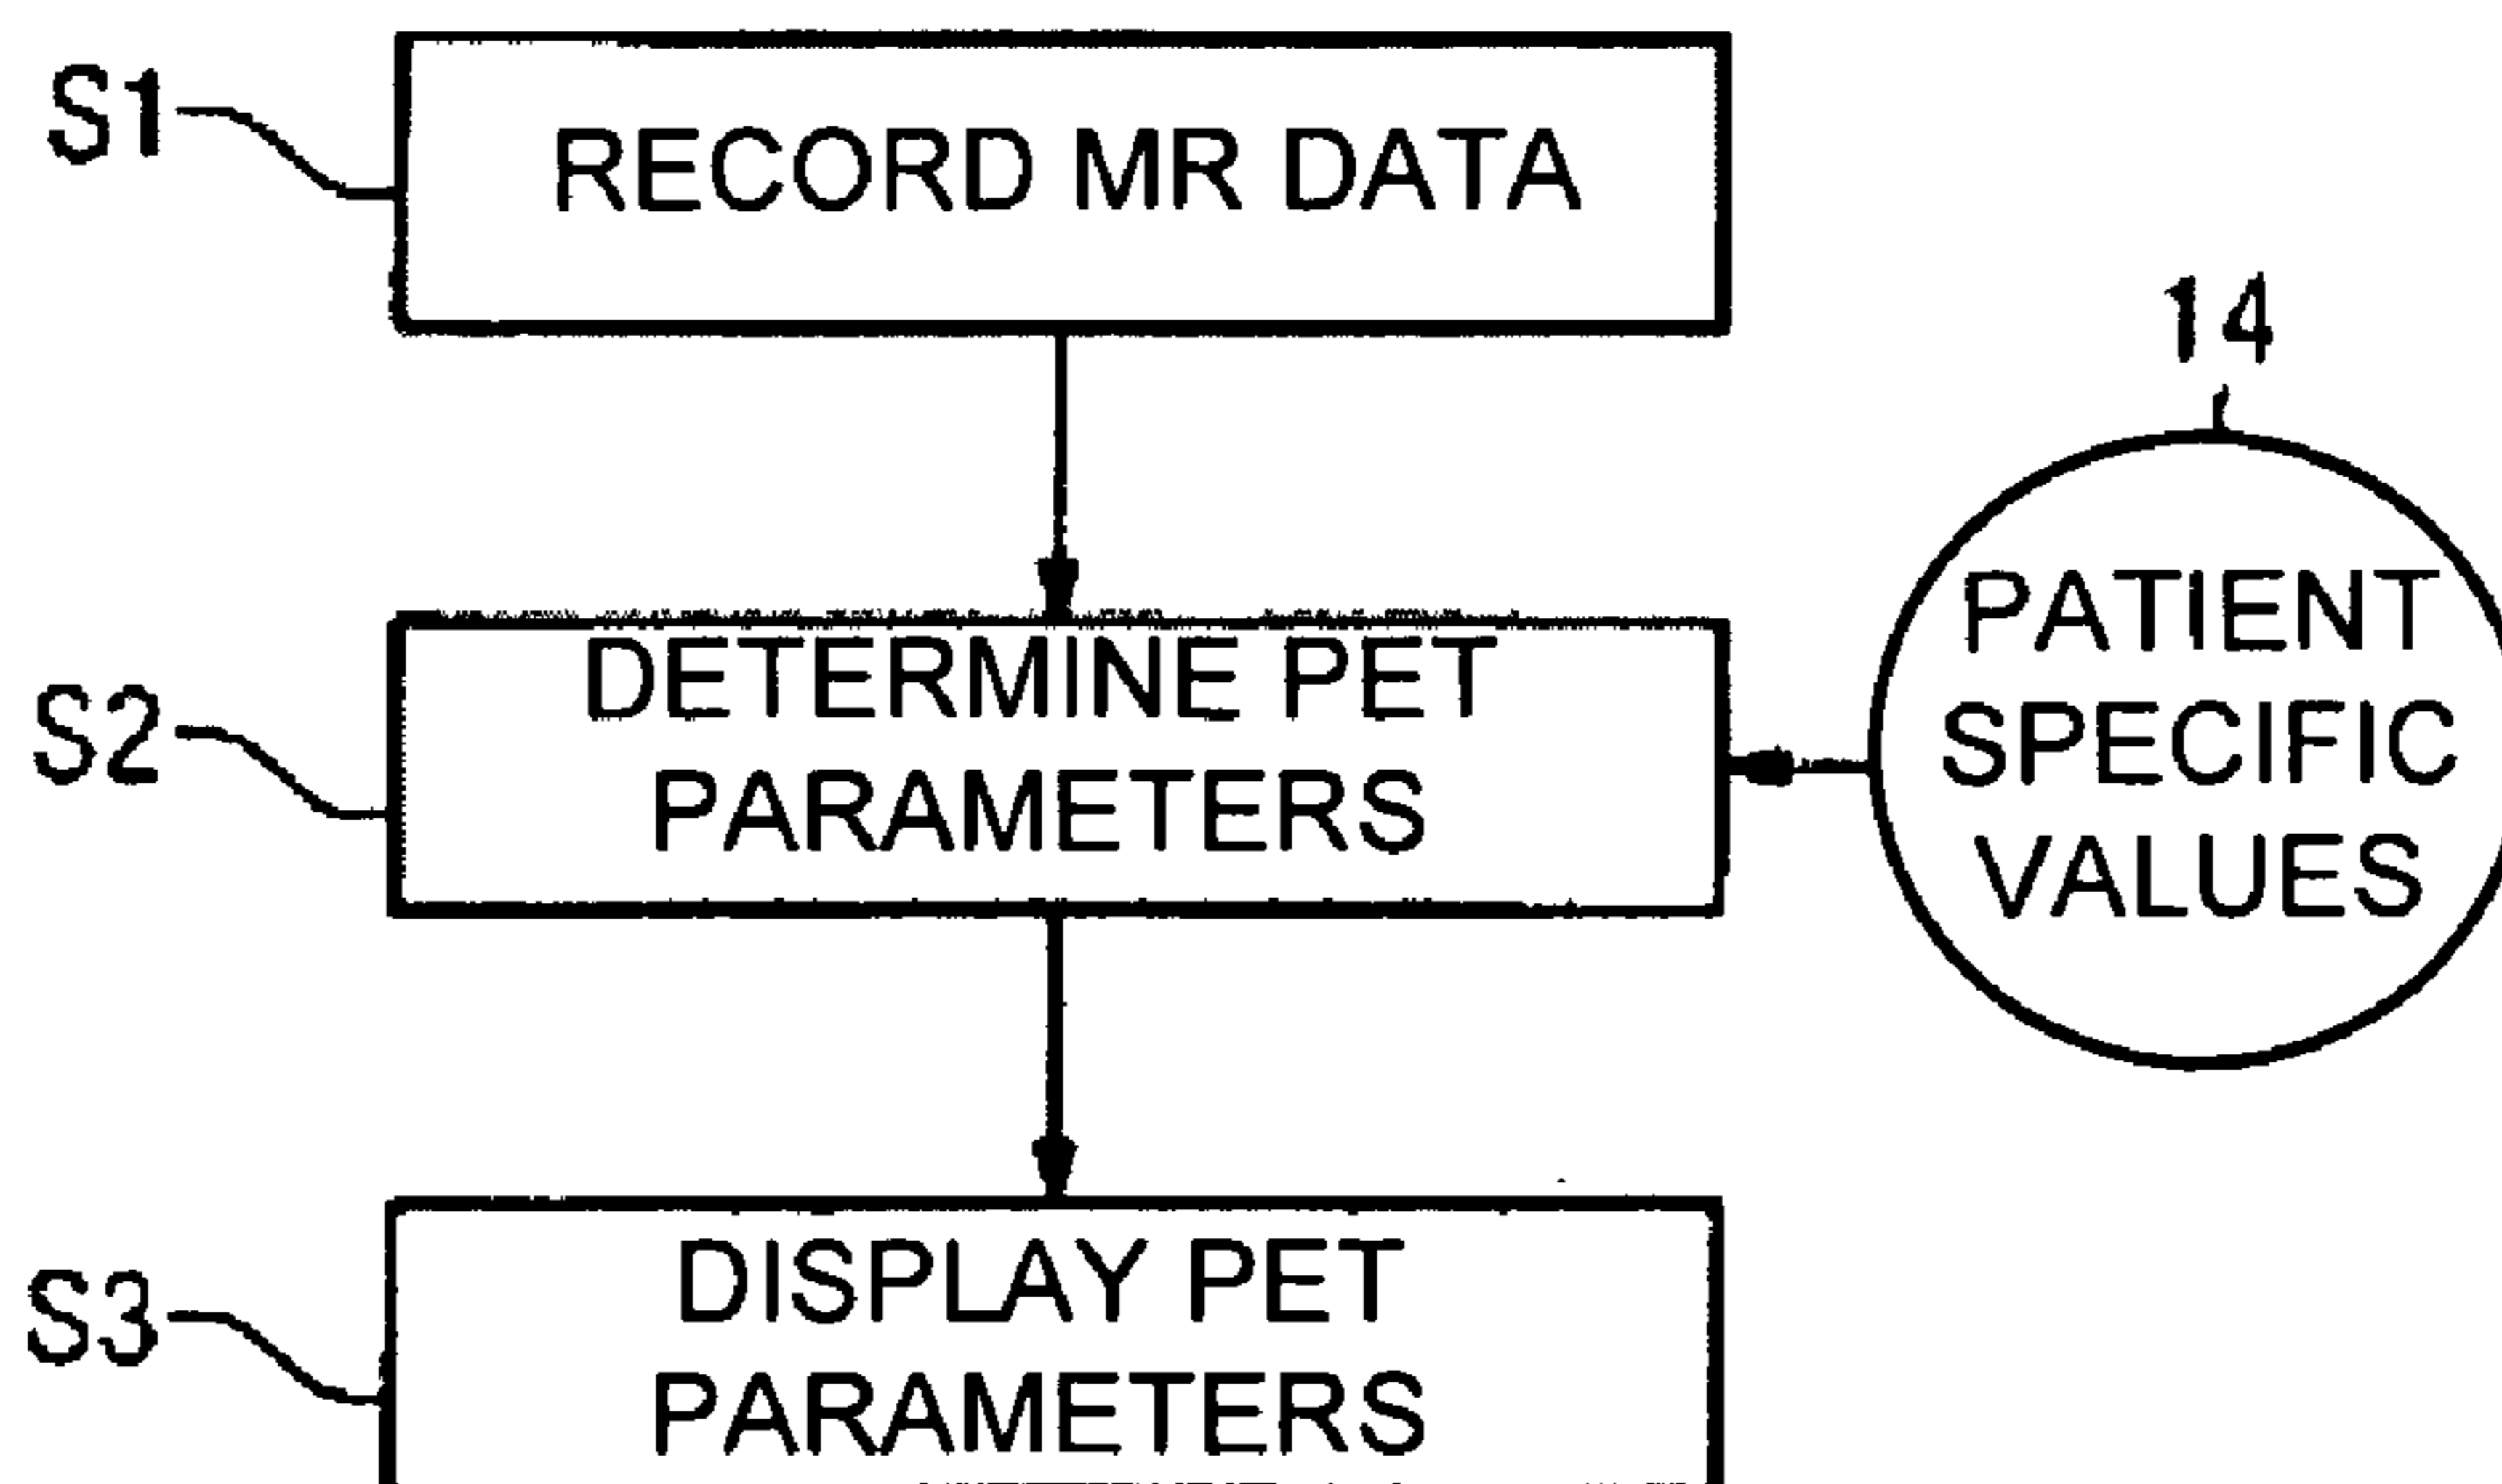 S1
RECORD MR DATA
14
PATIENT
SPECIFIC
VALUES
S2
DETERMINE PET
PARAMETERS
S3
DISPLAY PET
PARAMETERS